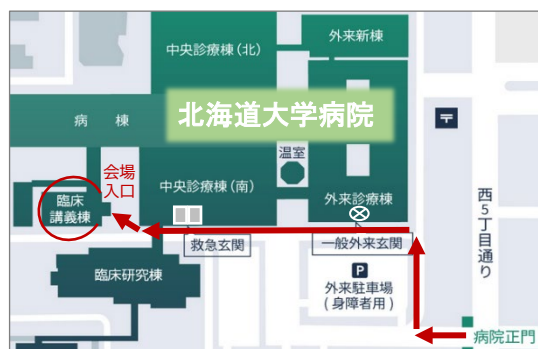 中央診療棟(北)
外来新棟
病棟
北海道大学病院
〒
温室
会場
入口
中央診療棟(南)
外来診療棟
臨床
講義棟
西5丁目通り
救急玄関
一般外来玄関
臨床研究棟
P
外来駐車場
(身障者用)
病院正門